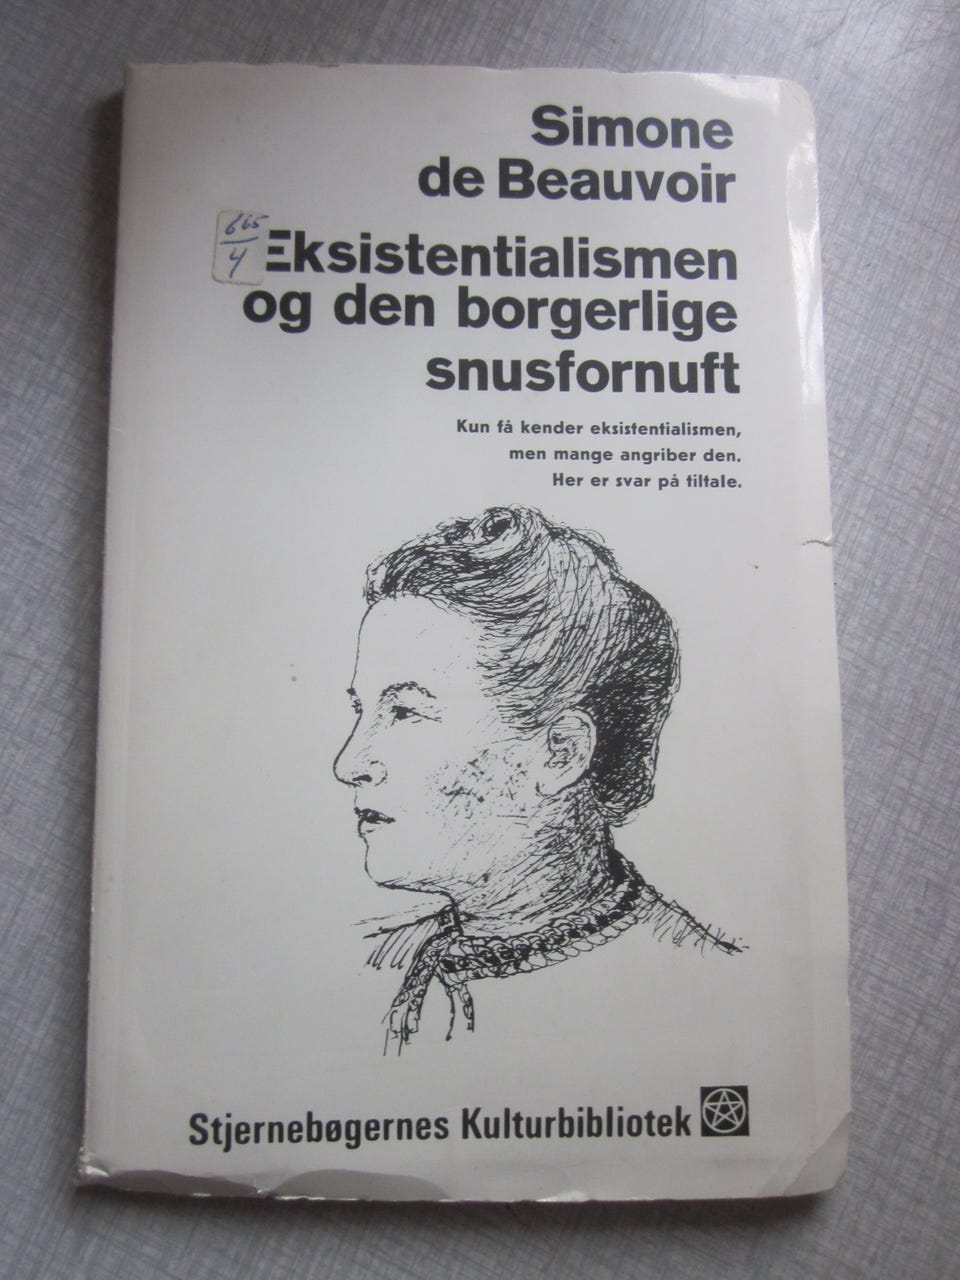 Simone
de Beauvoir
665
4
Eksistentialismen
og den borgerlige
snusfornuft
Kun få kender eksistentialismen,
men mange angriber den.
Her er svar på tiltale.
Stjernebøgernes Kulturbibliotek